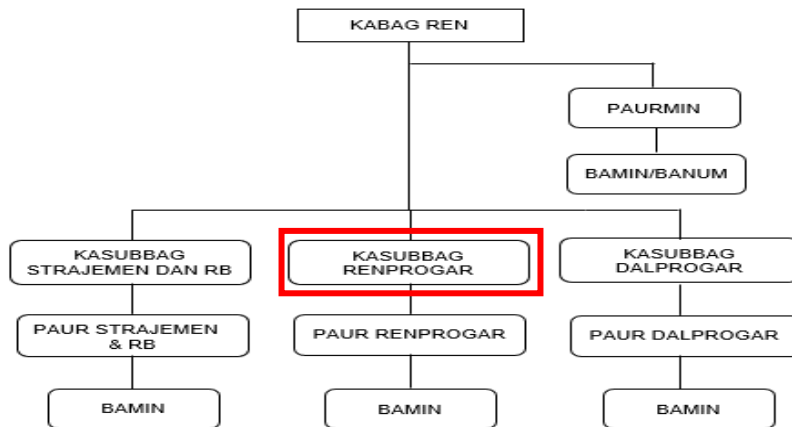 KABAG REN
PAURMIN
BAMIN/BANUM
KASUBBAG
STRAJEMEN DAN RB
KASUBBAG
RENPROGAR
KASUBBAG
DALPROGAR
PAUR STRAJEMEN
& RB
PAUR RENPROGAR
PAUR DALPROGAR
BAMIN
BAMIN
BAMIN